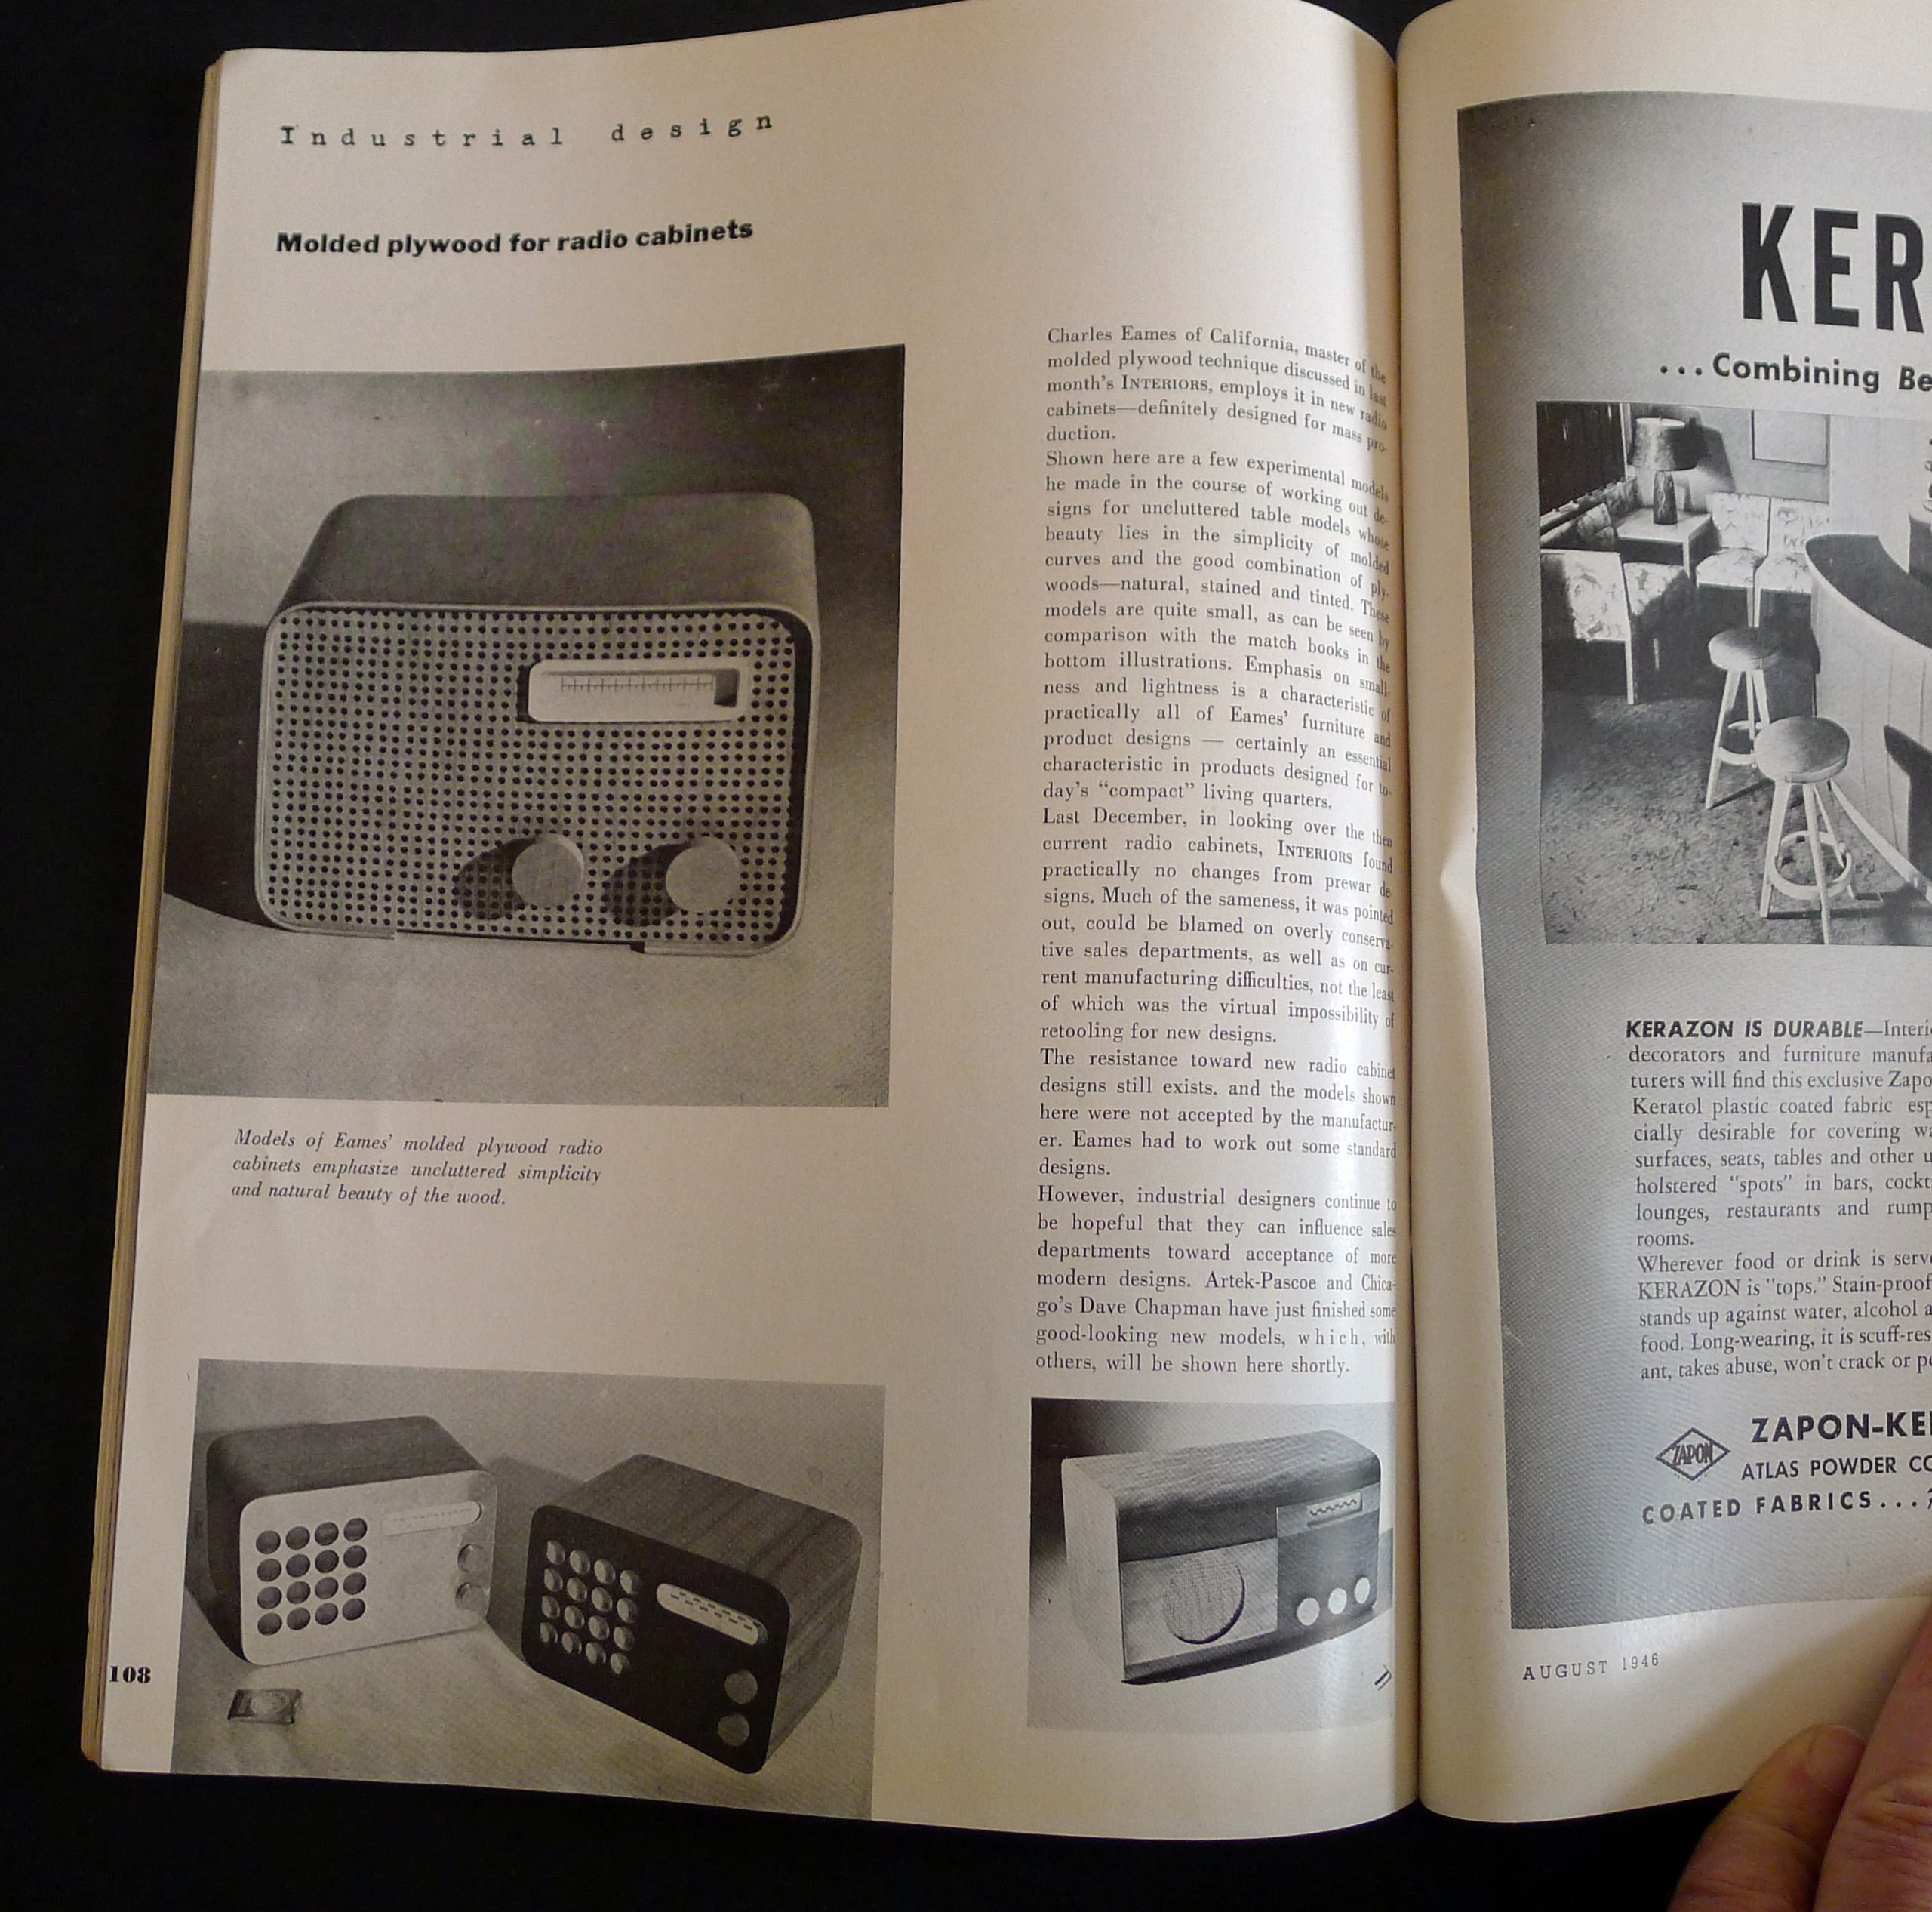 Industrial design
Molded plywood for radio cabinets
Charles Eames of California, master of the
molded plywood technique discussed in last
month's INTERIORS, employs it in new radio
cabinets—definitely designed for mass pro-
duction.
Shown here are a few experimental models
he made in the course of working out de-
signs for uncluttered table models whose
beauty lies in the simplicity of molded
curves and the good combination of ply-
woods—natural, stained and tinted. These
models are quite small, as can be seen by
comparison with the match books in the
bottom illustrations. Emphasis on small-
ness and lightness is a characteristic of
practically all of Eames' furniture and
product designs — certainly an essential
characteristic in products designed for to-
day's "compact" living quarters.
Last December, in looking over the then
current radio cabinets, INTERIORS found
practically no changes from prewar de-
signs. Much of the sameness, it was pointed
out, could be blamed on overly conserva-
tive sales departments, as well as on cur-
rent manufacturing difficulties, not the least
of which was the virtual impossibility of
retooling for new designs.
The resistance toward new radio cabinet
designs still exists. and the models shown
here were not accepted by the manufactur-
er. Eames had to work out some standard
designs.
However, industrial designers continue to
be hopeful that they can influence sales
departments toward acceptance of more
modern designs. Artek-Pascoe and Chica-
go's Dave Chapman have just finished some
good-looking new models, which, with
others, will be shown here shortly.
Models of Eames' molded plywood radio
cabinets emphasize uncluttered simplicity
and natural beauty of the wood.
108
KER
...Combining Be
KERAZON IS DURABLE—Interi
decorators and furniture manufa
turers will find this exclusive Zapo
Keratol plastic coated fabric esp
cially desirable for covering wa
surfaces, seats, tables and other u
holstered "spots" in bars, cockt
lounges, restaurants and rump
rooms.
Wherever food or drink is serv
KERAZON is "tops." Stain-proof
stands up against water, alcohol a
food. Long-wearing, it is scuff-res
ant, takes abuse, won't crack or pe
ZAPON
ZAPON-KE
ATLAS POWDER CO
COATED FABRICS...
AUGUST 1946